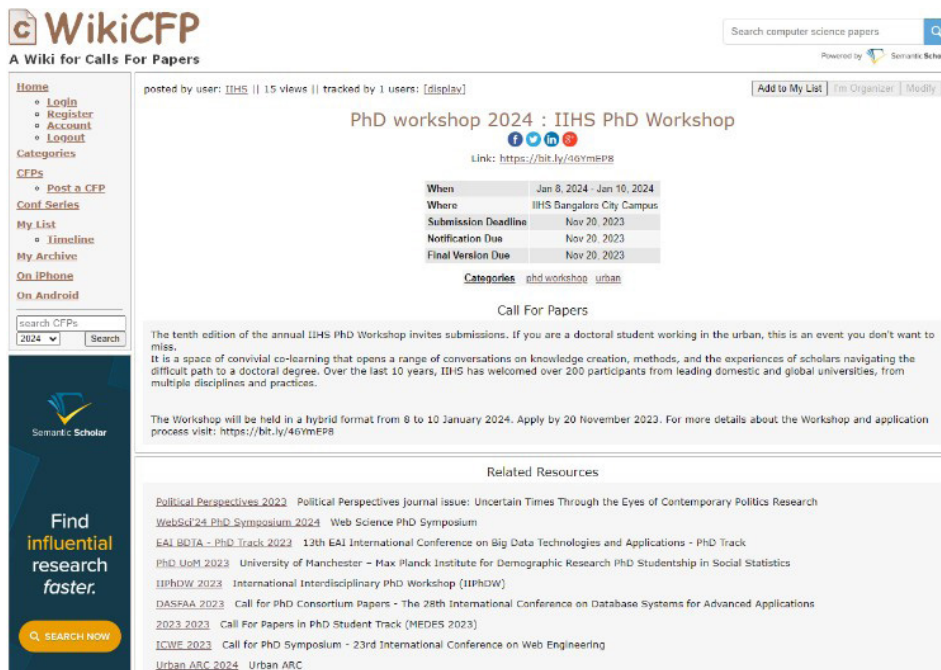 WikiCFP
A Wiki for Calls For Papers
Search computer science papers
Powered by Semantic Schol
Home
Login
Register
Account
Logout
Categories
CFPs
Post a CFP
Conf Series
My List
Timeline
My Archive
On iPhone
On Android
search CFPs
2024 Search
Semantic Scholar
Find
influential
research
faster.
SEARCH NOW
posted by user: IIHS || 15 views || tracked by 1 users: [display]
Add to My List I'm Organizer Modify
PhD workshop 2024 : IIHS PhD Workshop
Link: https://bit.ly/46YmEP8
When Jan 8, 2024 - Jan 10, 2024
Where IIHS Bangalore City Campus
Submission Deadline Nov 20, 2023
Notification Due Nov 20, 2023
Final Version Due Nov 20, 2023
Categories phd workshop urban
Call For Papers
The tenth edition of the annual IIHS PhD Workshop invites submissions. If you are a doctoral student working in the urban, this is an event you don't want to
miss.
It is a space of convivial co-learning that opens a range of conversations on knowledge creation, methods, and the experiences of scholars navigating the
difficult path to a doctoral degree. Over the last 10 years, IIHS has welcomed over 200 participants from leading domestic and global universities, from
multiple disciplines and practices.
The Workshop will be held in a hybrid format from 8 to 10 January 2024. Apply by 20 November 2023. For more details about the Workshop and application
process visit: https://bit.ly/46YmEP8
Related Resources
Political Perspectives 2023 Political Perspectives journal issue: Uncertain Times Through the Eyes of Contemporary Politics Research
WebSci'24 PhD Symposium 2024 Web Science PhD Symposium
EAI BDTA - PhD Track 2023 13th EAI International Conference on Big Data Technologies and Applications - PhD Track
PhD UoM 2023 University of Manchester – Max Planck Institute for Demographic Research PhD Studentship in Social Statistics
IIPhDW 2023 International Interdisciplinary PhD Workshop (IIPhDW)
DASFAA 2023 Call for PhD Consortium Papers - The 28th International Conference on Database Systems for Advanced Applications
2023 2023 Call For Papers in PhD Student Track (MEDES 2023)
ICWE 2023 Call for PhD Symposium - 23rd International Conference on Web Engineering
Urban ARC 2024 Urban ARC